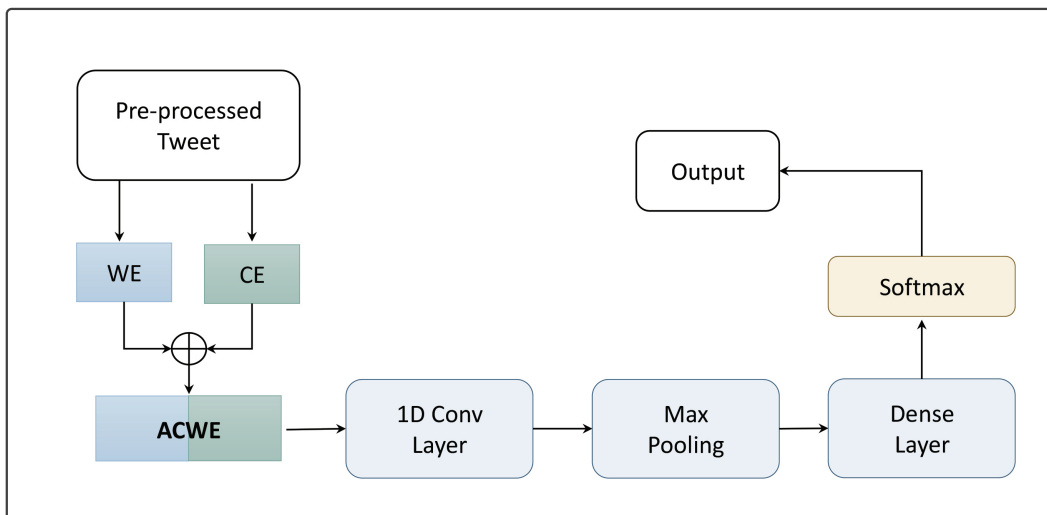 Pre-processed
Tweet
WE
CE
ACWE
1D Conv
Layer
Max
Pooling
Dense
Layer
Softmax
Output